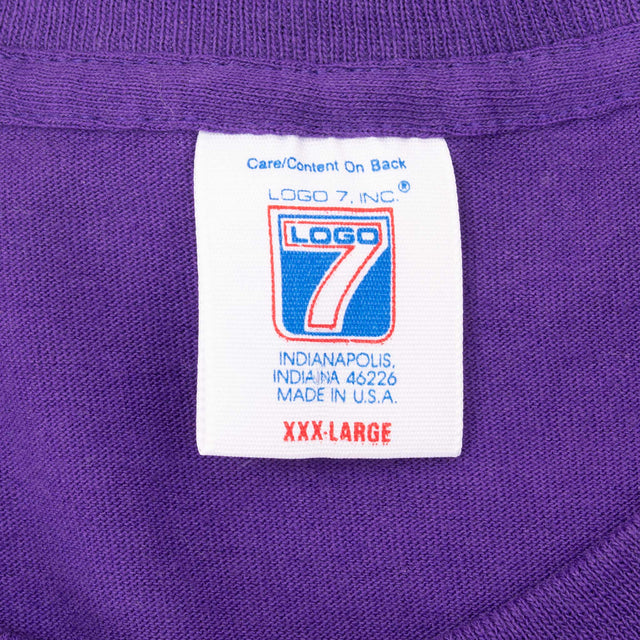 Care/Content On Back
LOGO 7, INC.®
LOGO
7
INDIANAPOLIS,
INDIANA 46226
MADE IN U.S.A.
XXX-LARGE